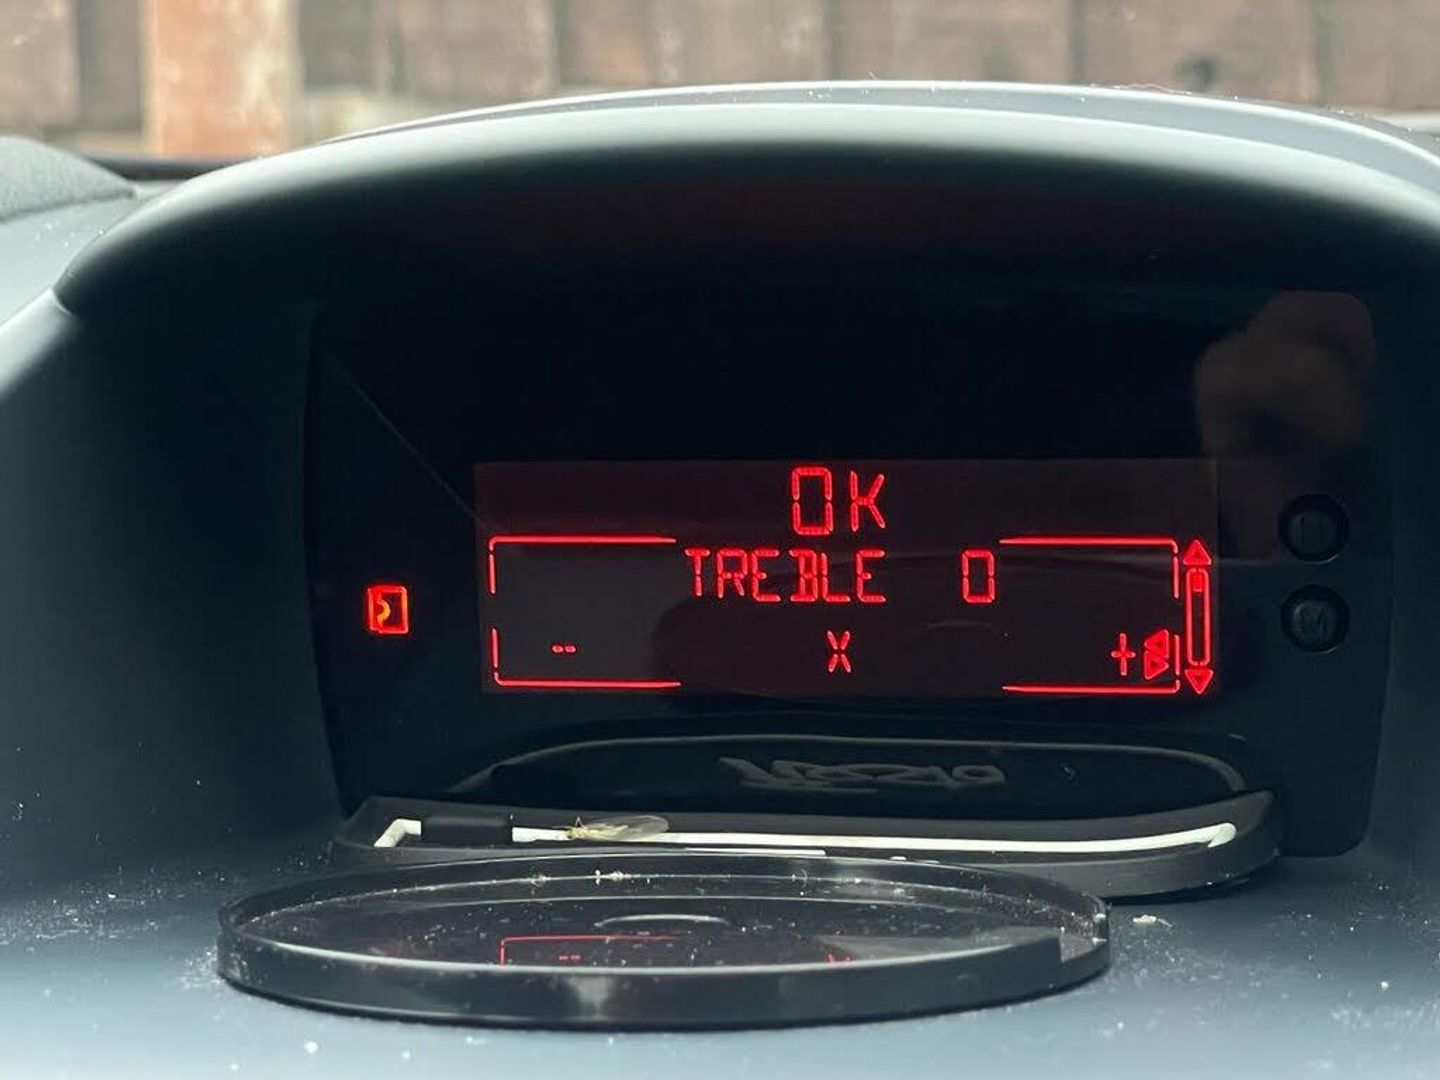 OK
TREBLE 0
-- X +
H
M